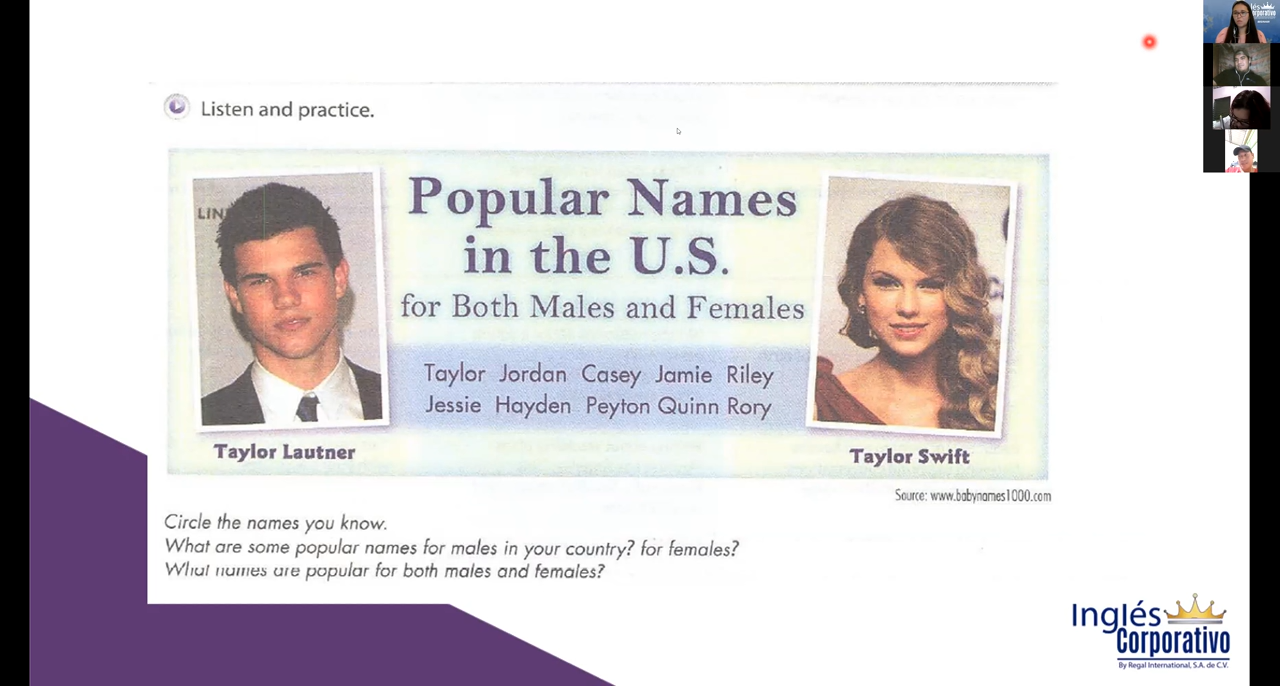 Listen and practice.
LIN
Popular Names
in the U.S.
for Both Males and Females
Taylor Jordan Casey Jamie Riley
Jessie Hayden Peyton Quinn Rory
Taylor Lautner
Taylor Swift
Source: www.babynames1000.com
Circle the names you know.
What are some popular names for males in your country? for females?
What names are popular for both males and females?
Inglés
Corporativo
By Regal International, S.A. de C.V.